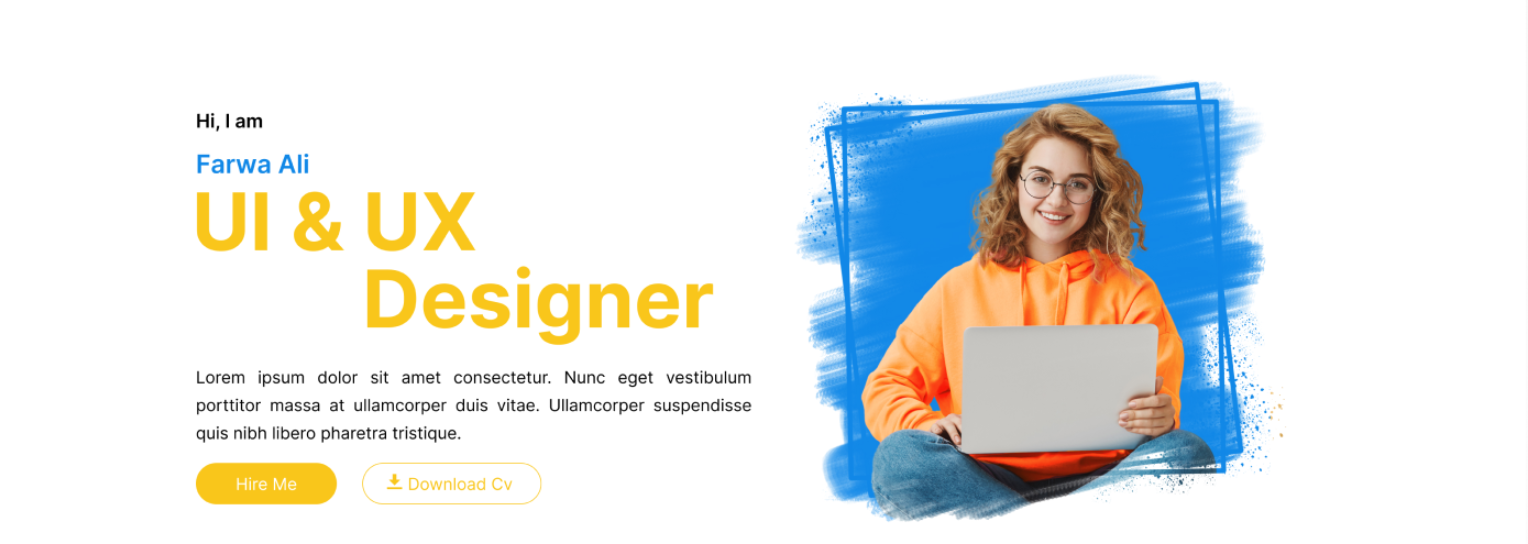 Hi, I am
Farwa Ali
UI & UX
Designer
Lorem ipsum dolor sit amet consectetur. Nunc eget vestibulum
porttitor massa at ullamcorper duis vitae. Ullamcorper suspendisse
quis nibh libero pharetra tristique.
Hire Me
Download Cv